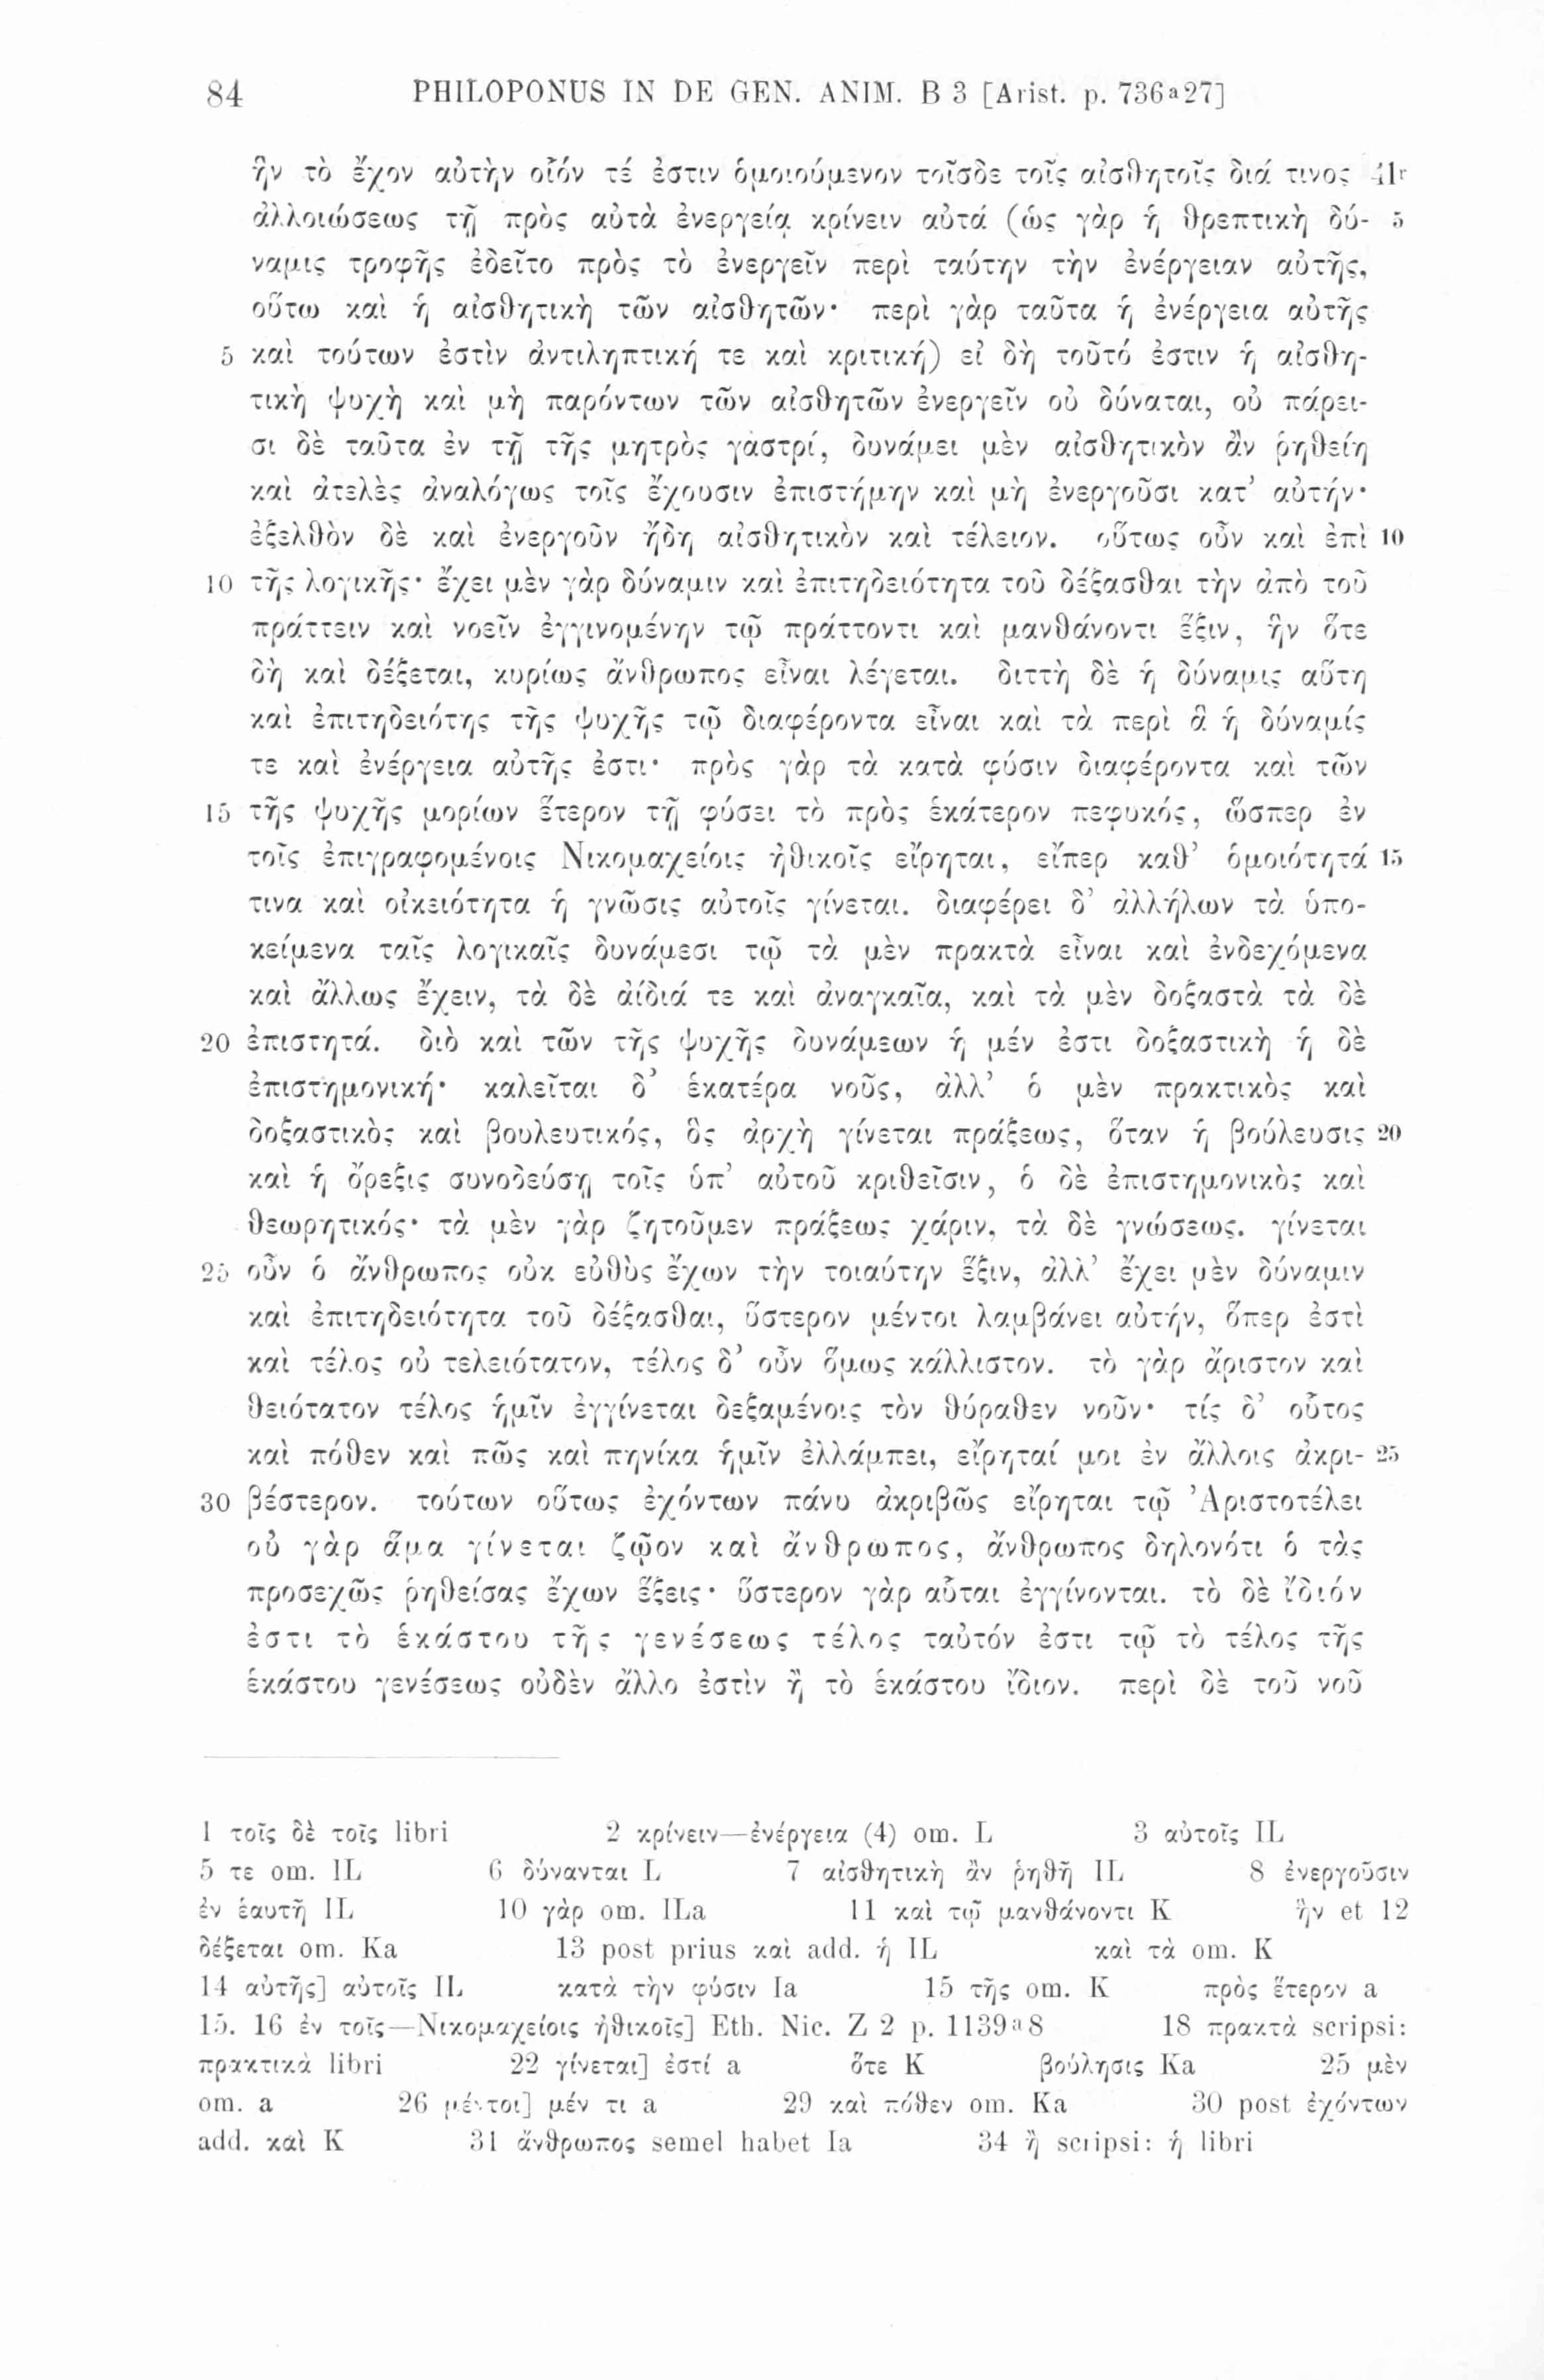 84 PHILOPONUS IN DE GEN. ANIM. B 3 [Arist. p. 736ª27]
ἣν τὸ ἔχον αὐτὴν οἷόν τέ ἐστιν ὁμοιούμενον τοῖσδε τοῖς αἰσθητοῖς διά τινος 41r
ἀλλοιώσεως τῇ πρὸς αὐτὰ ἐνεργείᾳ κρίνειν αὐτά (ὡς γὰρ ἡ θρεπτικὴ δύ- 5
ναμις τροφῆς ἐδεῖτο πρὸς τὸ ἐνεργεῖν περὶ ταύτην τὴν ἐνέργειαν αὐτῆς,
οὕτω καὶ ἡ αἰσθητικὴ τῶν αἰσθητῶν· περὶ γὰρ ταῦτα ἡ ἐνέργεια αὐτῆς
5 καὶ τούτων ἐστὶν ἀντιληπτική τε καὶ κριτική) εἰ δὴ τοῦτό ἐστιν ἡ αἰσθη-
τικὴ ψυχὴ καὶ μὴ παρόντων τῶν αἰσθητῶν ἐνεργεῖν οὐ δύναται, οὐ πάρει-
σι δὲ ταῦτα ἐν τῇ τῆς μητρὸς γαστρί, δυνάμει μὲν αἰσθητικὸν ἂν ῥηθείη
καὶ ἀτελὲς ἀναλόγως τοῖς ἔχουσιν ἐπιστήμην καὶ μὴ ἐνεργοῦσι κατ’ αὐτήν·
ἐξελθὸν δὲ καὶ ἐνεργοῦν ἤδη αἰσθητικὸν καὶ τέλειον. οὕτως οὖν καὶ ἐπὶ 10
10 τῆς λογικῆς· ἔχει μὲν γὰρ δύναμιν καὶ ἐπιτηδειότητα τοῦ δέξασθαι τὴν ἀπὸ τοῦ
πράττειν καὶ νοεῖν ἐγγινομένην τῷ πράττοντι καὶ μανθάνοντι ἕξιν, ἣν ὅτε
δὴ καὶ δέξεται, κυρίως ἄνθρωπος εἶναι λέγεται. διττὴ δὲ ἡ δύναμις αὕτη
καὶ ἐπιτηδειότης τῆς ψυχῆς τῷ διαφέροντα εἶναι καὶ τὰ περὶ ἃ ἡ δύναμίς
τε καὶ ἐνέργεια αὐτῆς ἐστι· πρὸς γὰρ τὰ κατὰ φύσιν διαφέροντα καὶ τῶν
15 τῆς ψυχῆς μορίων ἕτερον τῇ φύσει τὸ πρὸς ἑκάτερον πεφυκός, ὥσπερ ἐν
τοῖς ἐπιγραφομένοις Νικομαχείοις ἠθικοῖς εἴρηται, εἴπερ καθ’ ὁμοιότητά 15
τινα καὶ οἰκειότητα ἡ γνῶσις αὐτοῖς γίνεται. διαφέρει δ’ ἀλλήλων τὰ ὑπο-
κείμενα ταῖς λογικαῖς δυνάμεσι τῷ τὰ μὲν πρακτὰ εἶναι καὶ ἐνδεχόμενα
καὶ ἄλλως ἔχειν, τὰ δὲ ἀίδιά τε καὶ ἀναγκαῖα, καὶ τὰ μὲν δοξαστὰ τὰ δὲ
20 ἐπιστητά. διὸ καὶ τῶν τῆς ψυχῆς δυνάμεων ἡ μέν ἐστι δοξαστικὴ ἡ δὲ
ἐπιστημονική· καλεῖται δ’ ἑκατέρα νοῦς, ἀλλ’ ὁ μὲν πρακτικὸς καὶ
δοξαστικὸς καὶ βουλευτικός, ὃς ἀρχὴ γίνεται πράξεως, ὅταν ἡ βούλευσις 20
καὶ ἡ ὄρεξις συνοδεύσῃ τοῖς ὑπ’ αὐτοῦ κριθεῖσιν, ὁ δὲ ἐπιστημονικὸς καὶ
θεωρητικός· τὰ μὲν γὰρ ζητοῦμεν πράξεως χάριν, τὰ δὲ γνώσεως. γίνεται
25 οὖν ὁ ἄνθρωπος οὐκ εὐθὺς ἔχων τὴν τοιαύτην ἕξιν, ἀλλ’ ἔχει μὲν δύναμιν
καὶ ἐπιτηδειότητα τοῦ δέξασθαι, ὕστερον μέντοι λαμβάνει αὐτήν, ὅπερ ἐστὶ
καὶ τέλος οὐ τελειότατον, τέλος δ’ οὖν ὅμως κάλλιστον. τὸ γὰρ ἄριστον καὶ
θειότατον τέλος ἡμῖν ἐγγίνεται δεξαμένοις τὸν θύραθεν νοῦν· τίς δ’ οὗτος
καὶ πόθεν καὶ πῶς καὶ πηνίκα ἡμῖν ἐλλάμπει, εἴρηταί μοι ἐν ἄλλοις ἀκρι- 25
30 βέστερον. τούτων οὕτως ἐχόντων πάνυ ἀκριβῶς εἴρηται τῷ Ἀριστοτέλει
οὐ γὰρ ἅμα γίνεται ζῷον καὶ ἄνθρωπος, ἄνθρωπος δηλονότι ὁ τὰς
προσεχῶς ῥηθείσας ἔχων ἕξεις· ὕστερον γὰρ αὗται ἐγγίνονται. τὸ δὲ ἴδιόν
ἐστι τὸ ἑκάστου τῆς γενέσεως τέλος ταὐτόν ἐστι τῷ τὸ τέλος τῆς
ἑκάστου γενέσεως οὐδὲν ἄλλο ἐστὶν ἢ τὸ ἑκάστου ἴδιον. περὶ δὲ τοῦ νοῦ
1 τοῖς δὲ τοῖς libri 2 κρίνειν—ἐνέργεια (4) om. L 3 αὐτοῖς IL
5 τε om. IL 6 δύνανται L 7 αἰσθητικὴ ἂν ῥηθῇ IL 8 ἐνεργοῦσιν
ἐν ἑαυτῇ IL 10 γὰρ om. ILa 11 καὶ τῷ μανθάνοντι K ἣν et 12
δέξεται om. Ka 13 post prius καὶ add. ἡ IL καὶ τὰ om. K
14 αὐτῆς] αὐτοῖς IL κατὰ τὴν φύσιν Ia 15 τῆς om. K πρὸς ἕτερον a
15. 16 ἐν τοῖς—Νικομαχείοις ἠθικοῖς] Eth. Nic. Z 2 p. 1139ª8 18 πρακτὰ scripsi:
πρακτικὰ libri 22 γίνεται] ἐστί a ὅτε K βούλησις Ka 25 μὲν
om. a 26 μέντοι] μέν τι a 29 καὶ πόθεν om. Ka 30 post ἐχόντων
add. καὶ K 31 ἄνθρωπος semel habet Ia 34 ἢ scripsi: ἡ libri